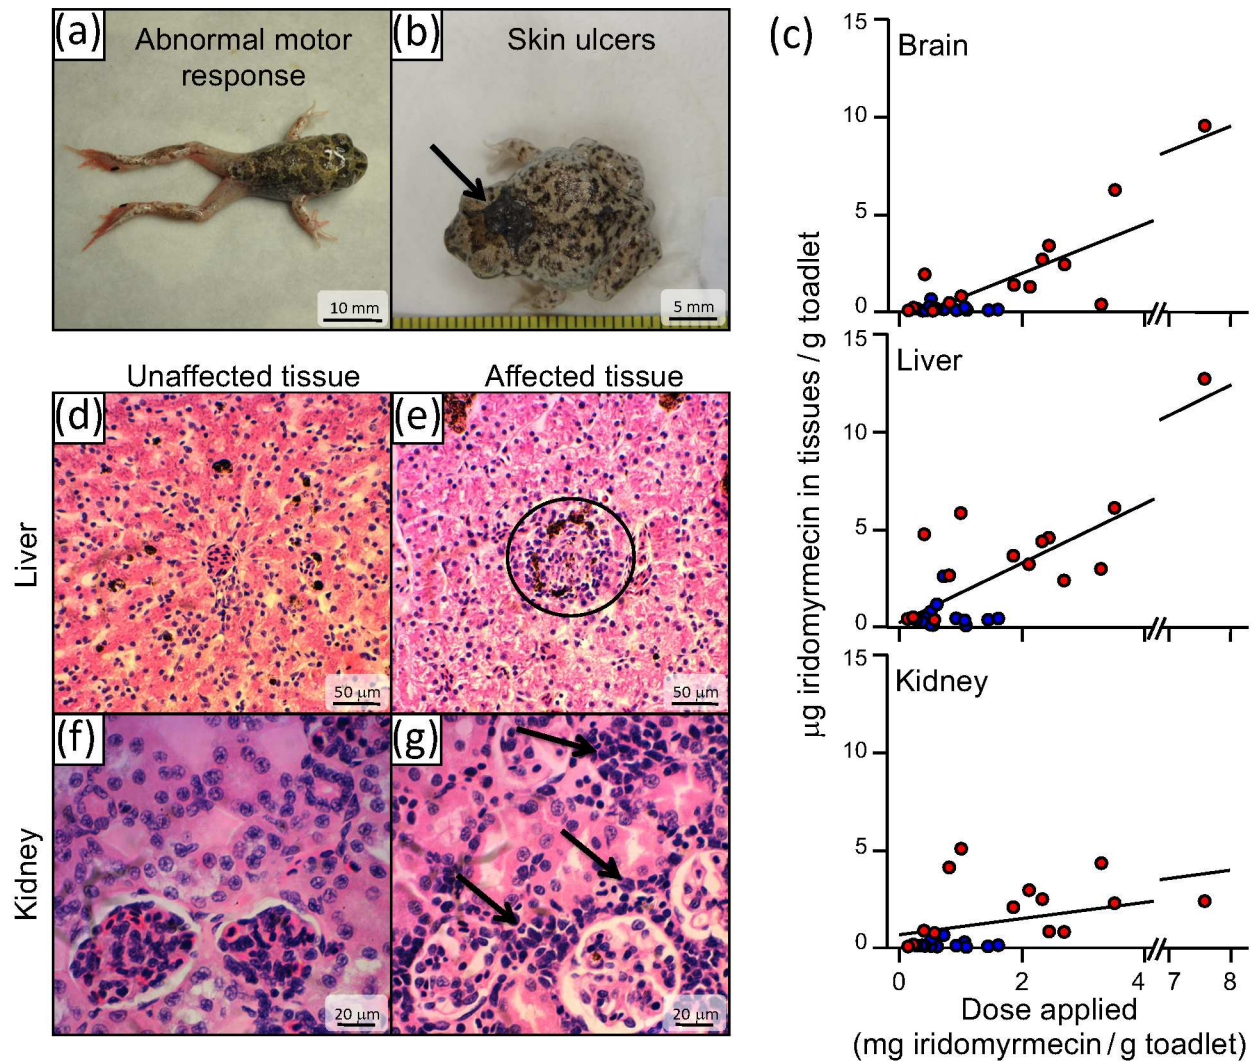 (a)
Abnormal motor
response
10 mm
(b)
Skin ulcers
5 mm
Unaffected tissue
Affected tissue
Liver
(d)
50 µm
(e)
50 µm
Kidney
(f)
20 µm
(g)
20 µm
(c)
µg iridomyrmecin in tissues / g toadlet
Brain
15
10
5
0
Liver
15
10
5
0
Kidney
15
10
5
0
0 2 4 7 8
Dose applied
(mg iridomyrmecin / g toadlet)